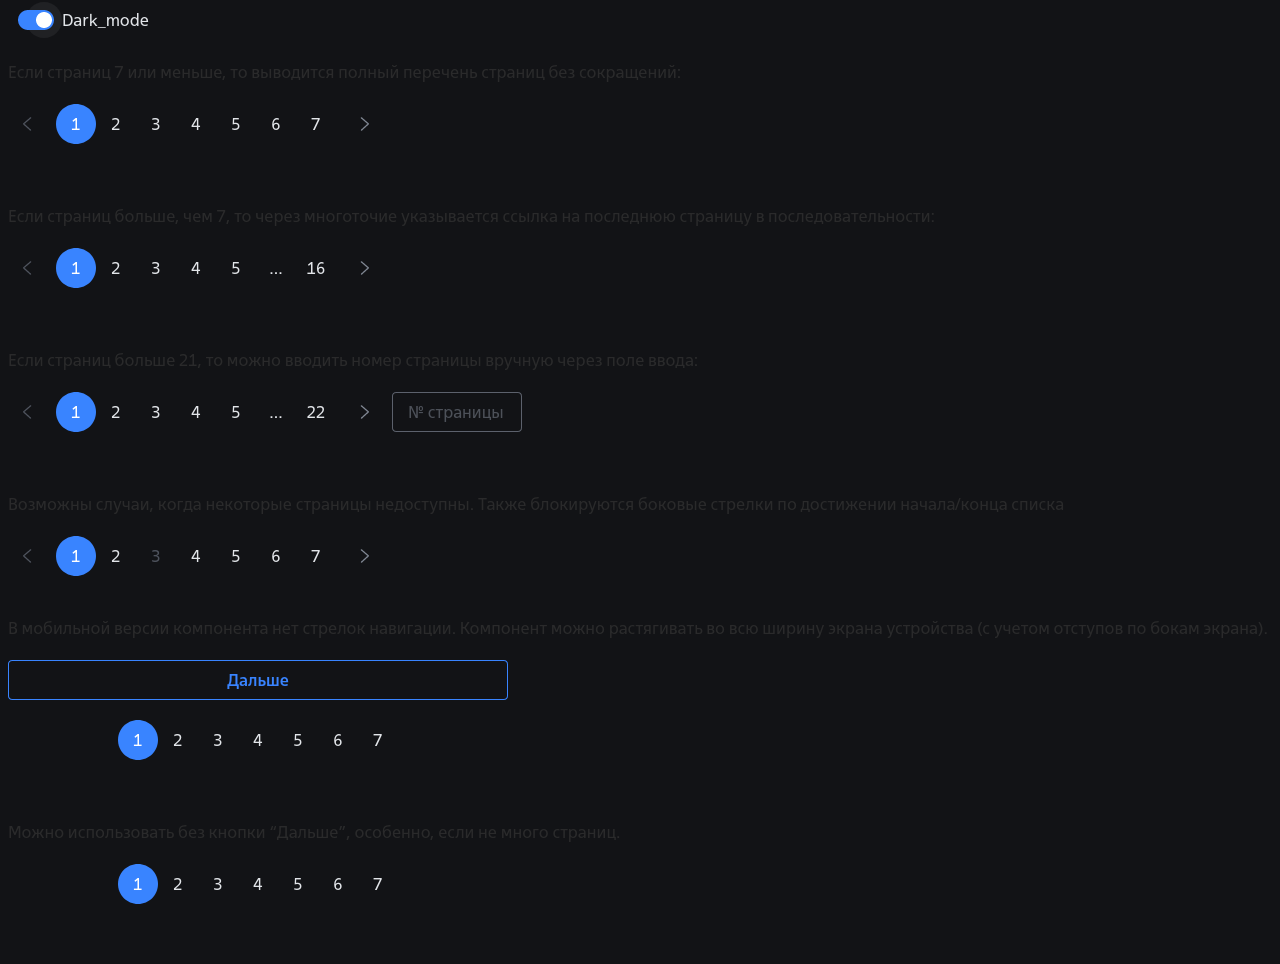 Dark_mode
Если страниц 7 или меньше, то выводится полный перечень страниц без сокращений:
1 2 3 4 5 6 7
Если страниц больше, чем 7, то через многоточие указывается ссылка на последнюю страницу в последовательности:
1 2 3 4 5 ... 16
Если страниц больше 21, то можно вводить номер страницы вручную через поле ввода:
1 2 3 4 5 ... 22 № страницы
Возможны случаи, когда некоторые страницы недоступны. Также блокируются боковые стрелки по достижении начала/конца списка
1 2 3 4 5 6 7
В мобильной версии компонента нет стрелок навигации. Компонент можно растягивать во всю ширину экрана устройства (с учетом отступов по бокам экрана).
Дальше
1 2 3 4 5 6 7
Можно использовать без кнопки “Дальше”, особенно, если не много страниц.
1 2 3 4 5 6 7